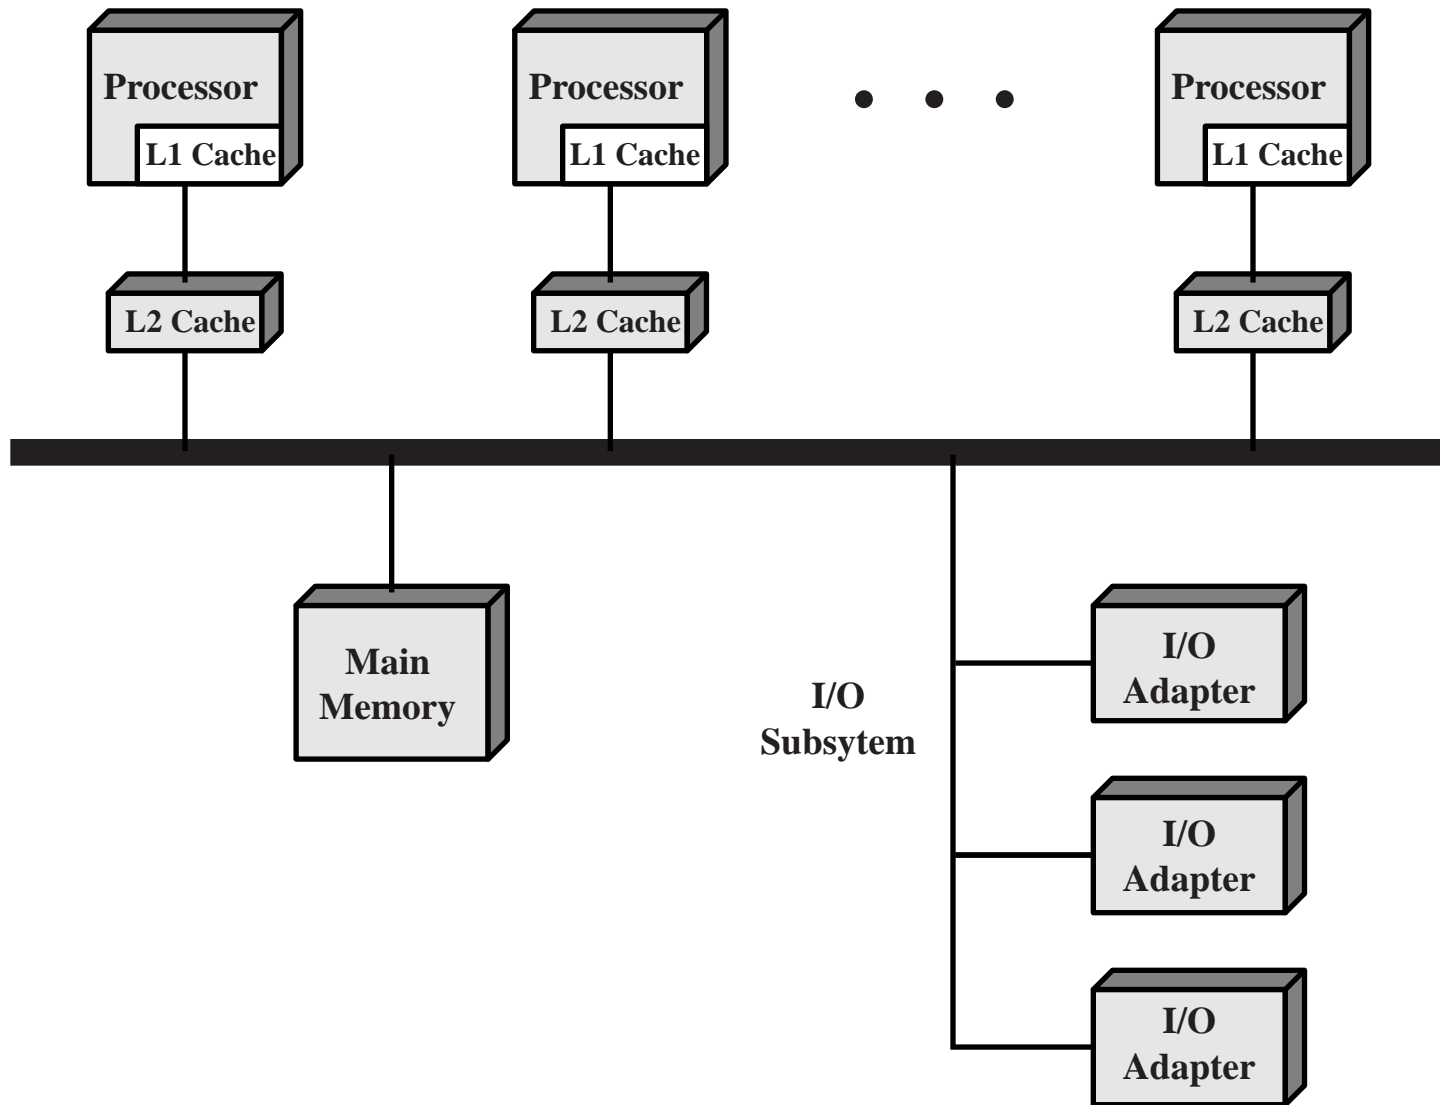 Processor
L1 Cache
L2 Cache
Processor
L1 Cache
L2 Cache
Processor
L1 Cache
L2 Cache
Main
Memory
I/O
Subsytem
I/O
Adapter
I/O
Adapter
I/O
Adapter